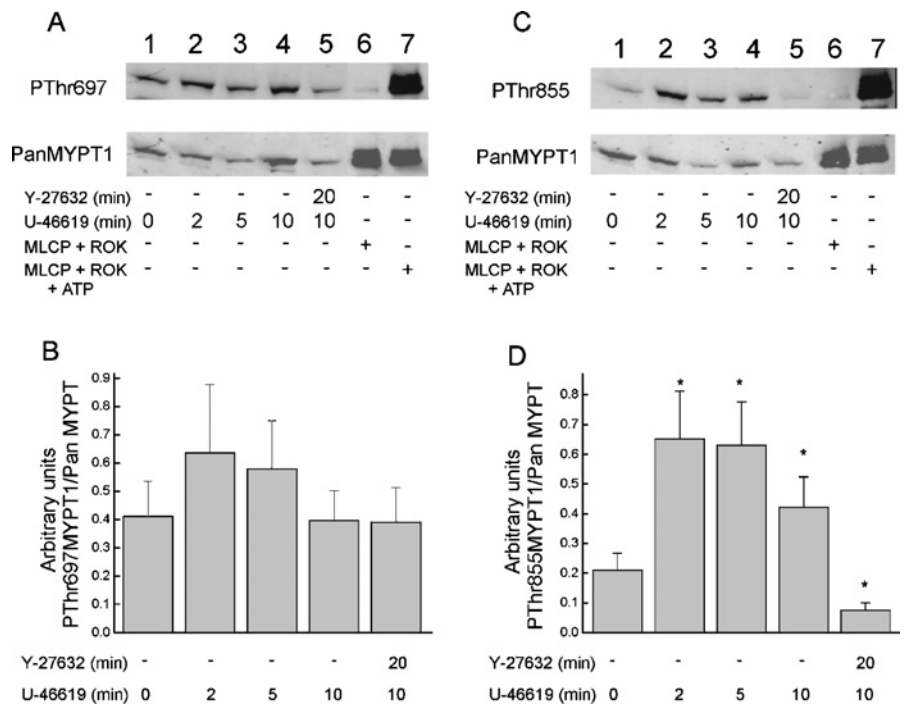 A
1 2 3 4 5 6 7
PThr697
PanMYPT1
Y-27632 (min) - - - - 20 - -
U-46619 (min) 0 2 5 10 10 - -
MLCP + ROK - - - - - + -
MLCP + ROK - - - - - - +
+ ATP
C
1 2 3 4 5 6 7
PThr855
PanMYPT1
Y-27632 (min) - - - - 20 - -
U-46619 (min) 0 2 5 10 10 - -
MLCP + ROK - - - - - + -
MLCP + ROK - - - - - - +
+ ATP
B
Arbitrary units
PThr697MYPT1/Pan MYPT
0.9
0.8
0.7
0.6
0.5
0.4
0.3
0.2
0.1
0.0
Y-27632 (min) - - - - 20
U-46619 (min) 0 2 5 10 10
D
Arbitrary units
PThr855MYPT1/Pan MYPT
0.8
0.7
0.6
0.5
0.4
0.3
0.2
0.1
0.0
* * * *
Y-27632 (min) - - - - 20
U-46619 (min) 0 2 5 10 10